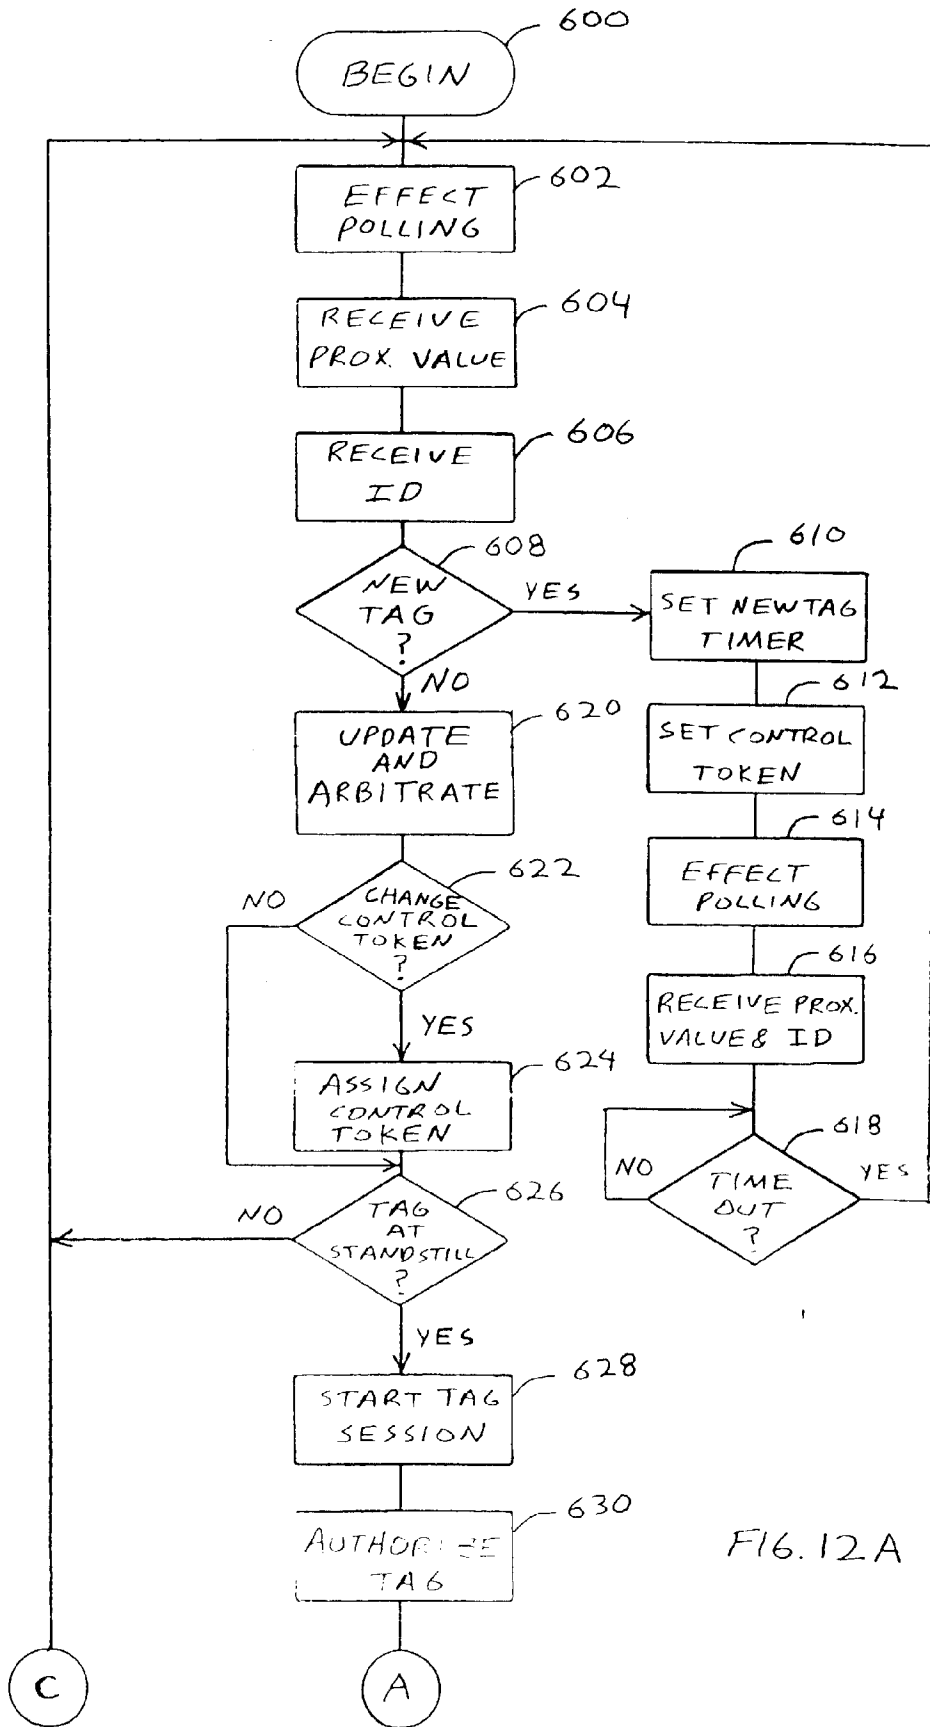 600
BEGIN
602
EFFECT
POLLING
604
RECEIVE
PROX. VALUE
606
RECEIVE
ID
608
NEW
TAG
?
YES
NO
610
SET NEW TAG
TIMER
612
SET CONTROL
TOKEN
614
EFFECT
POLLING
616
RECEIVE PROX.
VALUE & ID
618
TIME
OUT
?
NO
YES
620
UPDATE
AND
ARBITRATE
622
CHANGE
CONTROL
TOKEN
?
NO
YES
624
ASSIGN
CONTROL
TOKEN
626
TAG
AT
STANDSTILL
?
NO
YES
628
START TAG
SESSION
630
AUTHORIZE
TAG
FIG. 12A
C
A